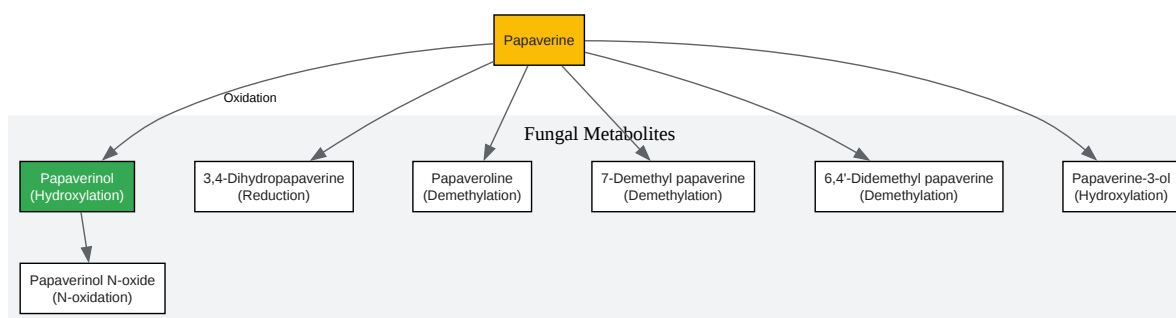 Papaverine
Oxidation
Fungal Metabolites
Papaverinol
(Hydroxylation)
3,4-Dihydropapaverine
(Reduction)
Papaveroline
(Demethylation)
7-Demethyl papaverine
(Demethylation)
6,4'-Didemethyl papaverine
(Demethylation)
Papaverine-3-ol
(Hydroxylation)
Papaverinol N-oxide
(N-oxidation)